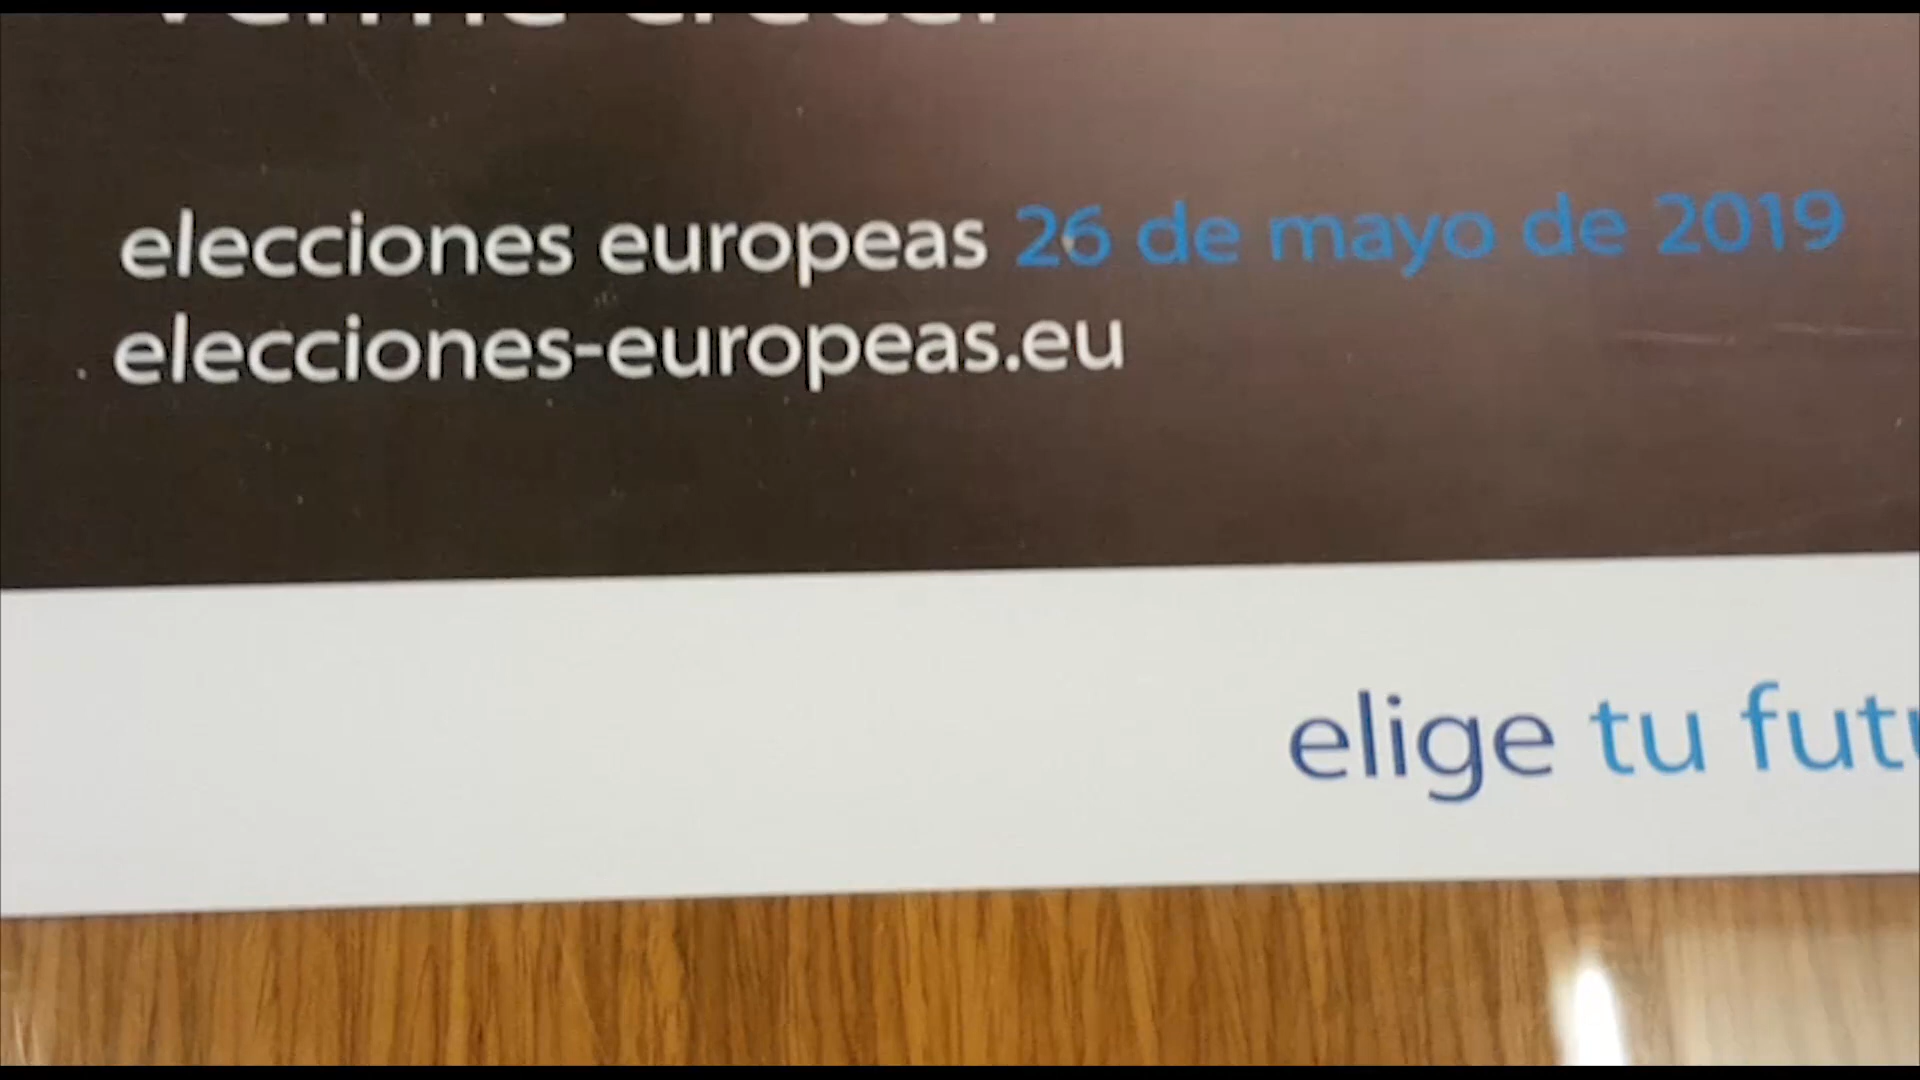 elecciones europeas 26 de mayo de 2019
elecciones-europeas.eu
elige tu